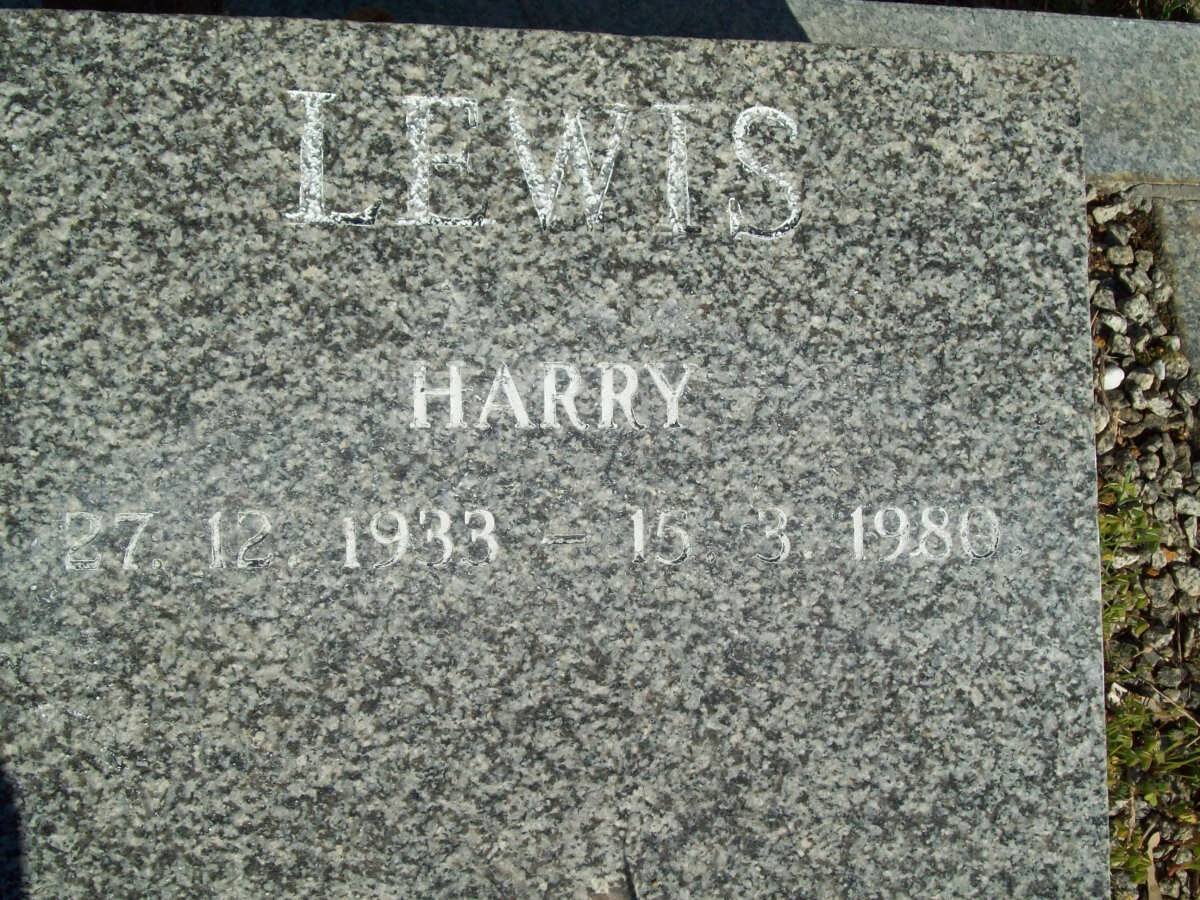 LEWIS
HARRY
27. 12. 1933 - 15. 3. 1980.